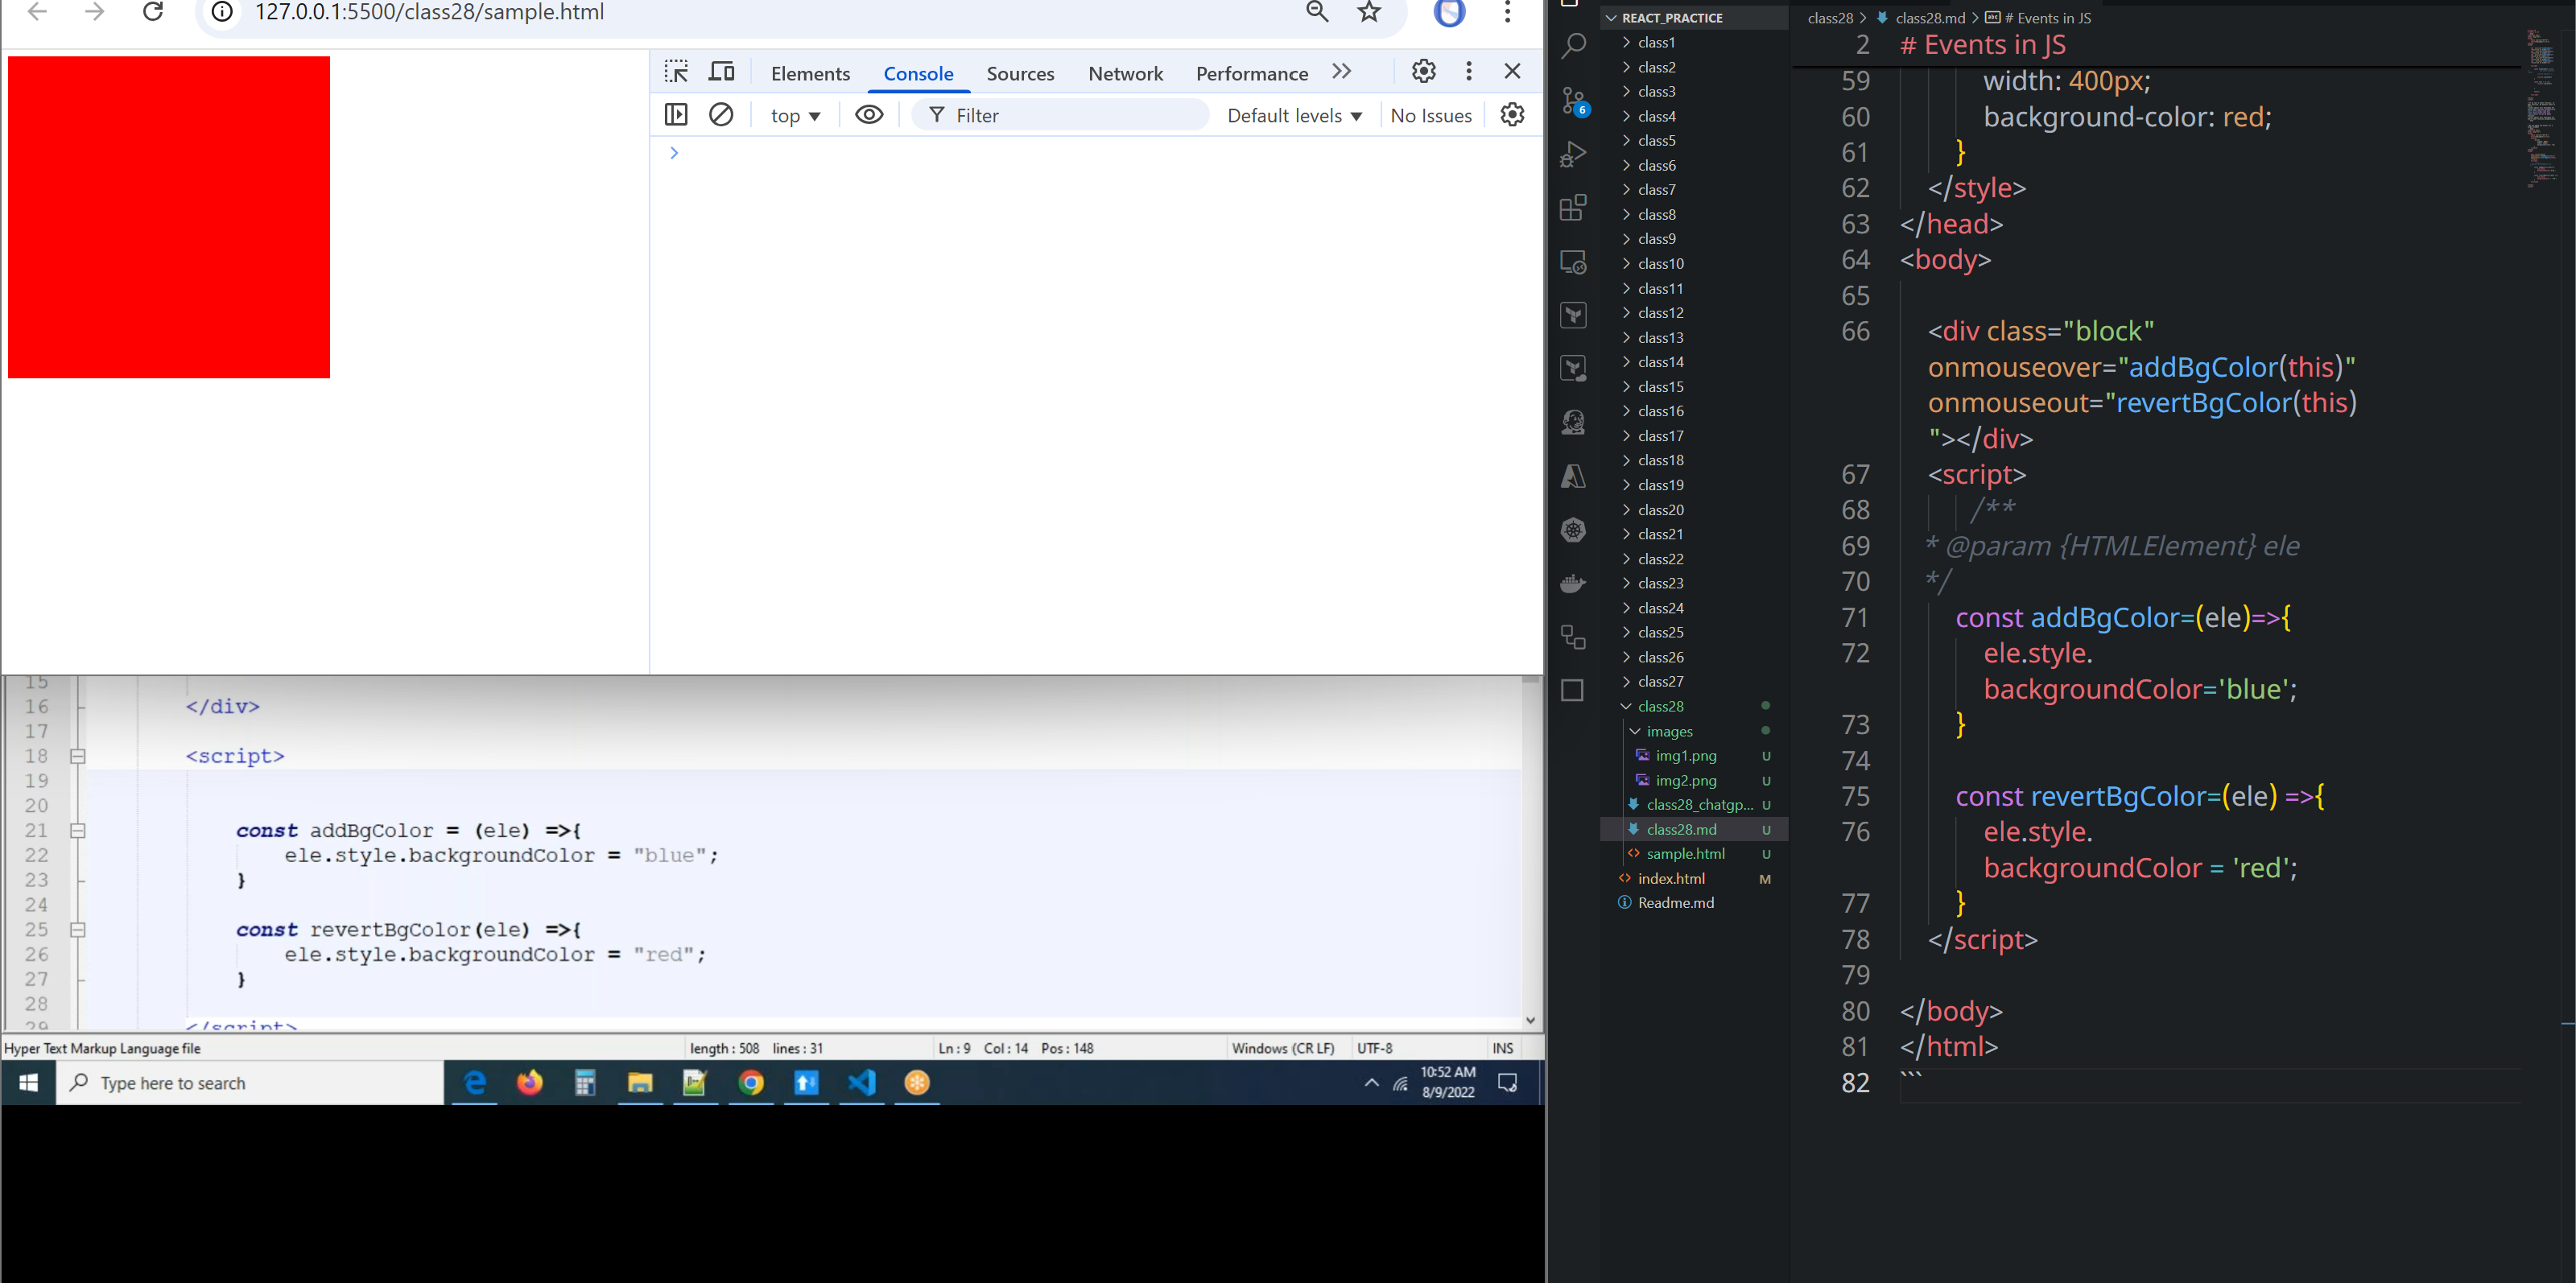 127.0.0.1:5500/class28/sample.html
Elements
Console
Sources
Network
Performance
top
Filter
Default levels
No Issues
15
16 </div>
17
18 <script>
19
20
21 const addBgColor = (ele) =>{
22 ele.style.backgroundColor = "blue";
23 }
24
25 const revertBgColor(ele) =>{
26 ele.style.backgroundColor = "red";
27 }
28
29 </script>
Hyper Text Markup Language file
length : 508 lines : 31
Ln : 9 Col : 14 Pos : 148
Windows (CR LF)
UTF-8
INS
Type here to search
10:52 AM
8/9/2022
6
REACT_PRACTICE
class1
class2
class3
class4
class5
class6
class7
class8
class9
class10
class11
class12
class13
class14
class15
class16
class17
class18
class19
class20
class21
class22
class23
class24
class25
class26
class27
class28
images
img1.png U
img2.png U
class28_chatgp... U
class28.md U
sample.html U
index.html M
Readme.md
class28 > class28.md > # Events in JS
2 # Events in JS
59 width: 400px;
60 background-color: red;
61 }
62 </style>
63 </head>
64 <body>
65
66 <div class="block"
onmouseover="addBgColor(this)"
onmouseout="revertBgColor(this)
"></div>
67 <script>
68 /**
69 * @param {HTMLElement} ele
70 */
71 const addBgColor=(ele)=>{
72 ele.style.
backgroundColor='blue';
73 }
74
75 const revertBgColor=(ele) =>{
76 ele.style.
backgroundColor = 'red';
77 }
78 </script>
79
80 </body>
81 </html>
82 ```